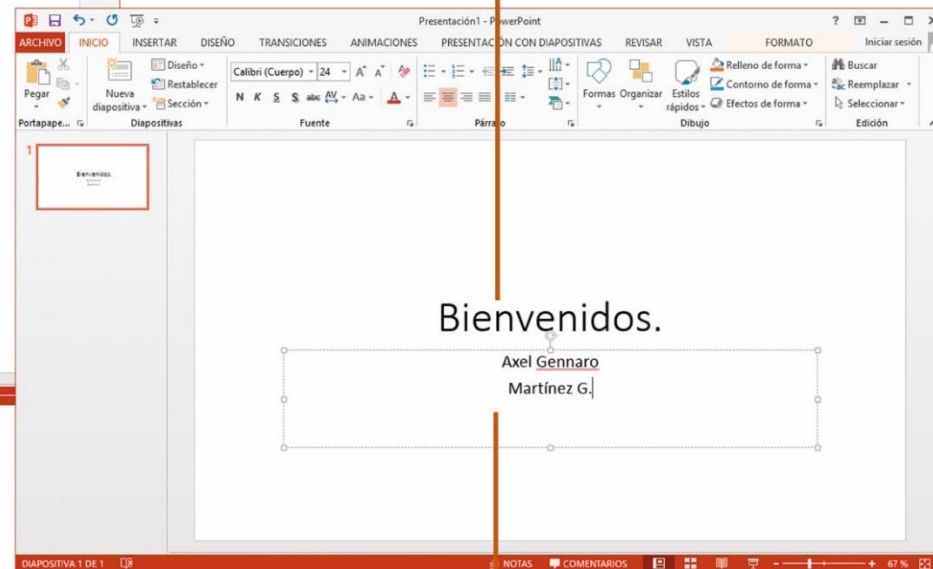 Presentación1 - PowerPoint
ARCHIVO INICIO INSERTAR DISEÑO TRANSICIONES ANIMACIONES PRESENTACIÓN CON DIAPOSITIVAS REVISAR VISTA FORMATO Iniciar sesión
Pegar
Nueva diapositiva
Diseño
Restablecer
Sección
Calibri (Cuerpo) 24
N K S S abc AV Aa A
Formas Organizar Estilos rápidos
Relleno de forma
Contorno de forma
Efectos de forma
Buscar
Reemplazar
Seleccionar
Portapape... Diapositivas Fuente Párrafo Dibujo Edición
1
Bienvenidos.
Bienvenidos.
Axel Gennaro
Martínez G.
DIAPOSITIVA 1 DE 1 NOTAS COMENTARIOS 67 %